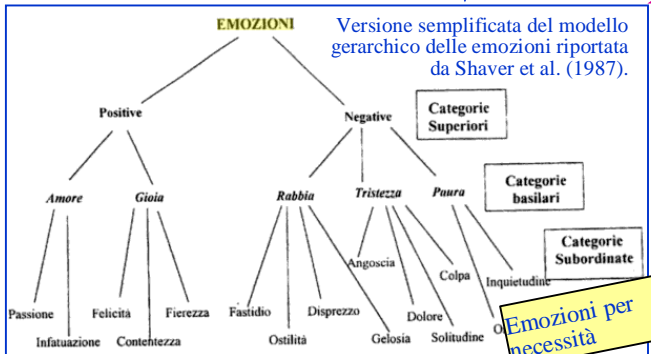 EMOZIONI
Versione semplificata del modello
gerarchico delle emozioni riportata
da Shaver et al. (1987).
Positive
Negative
Categorie
Superiori
Amore
Gioia
Rabbia
Tristezza
Paura
Categorie
basilari
Categorie
Subordinate
Angoscia
Colpa
Inquietudine
Passione
Felicità
Fierezza
Fastidio
Disprezzo
Dolore
Infatuazione
Contentezza
Ostilità
Gelosia
Solitudine
Emozioni per
necessità